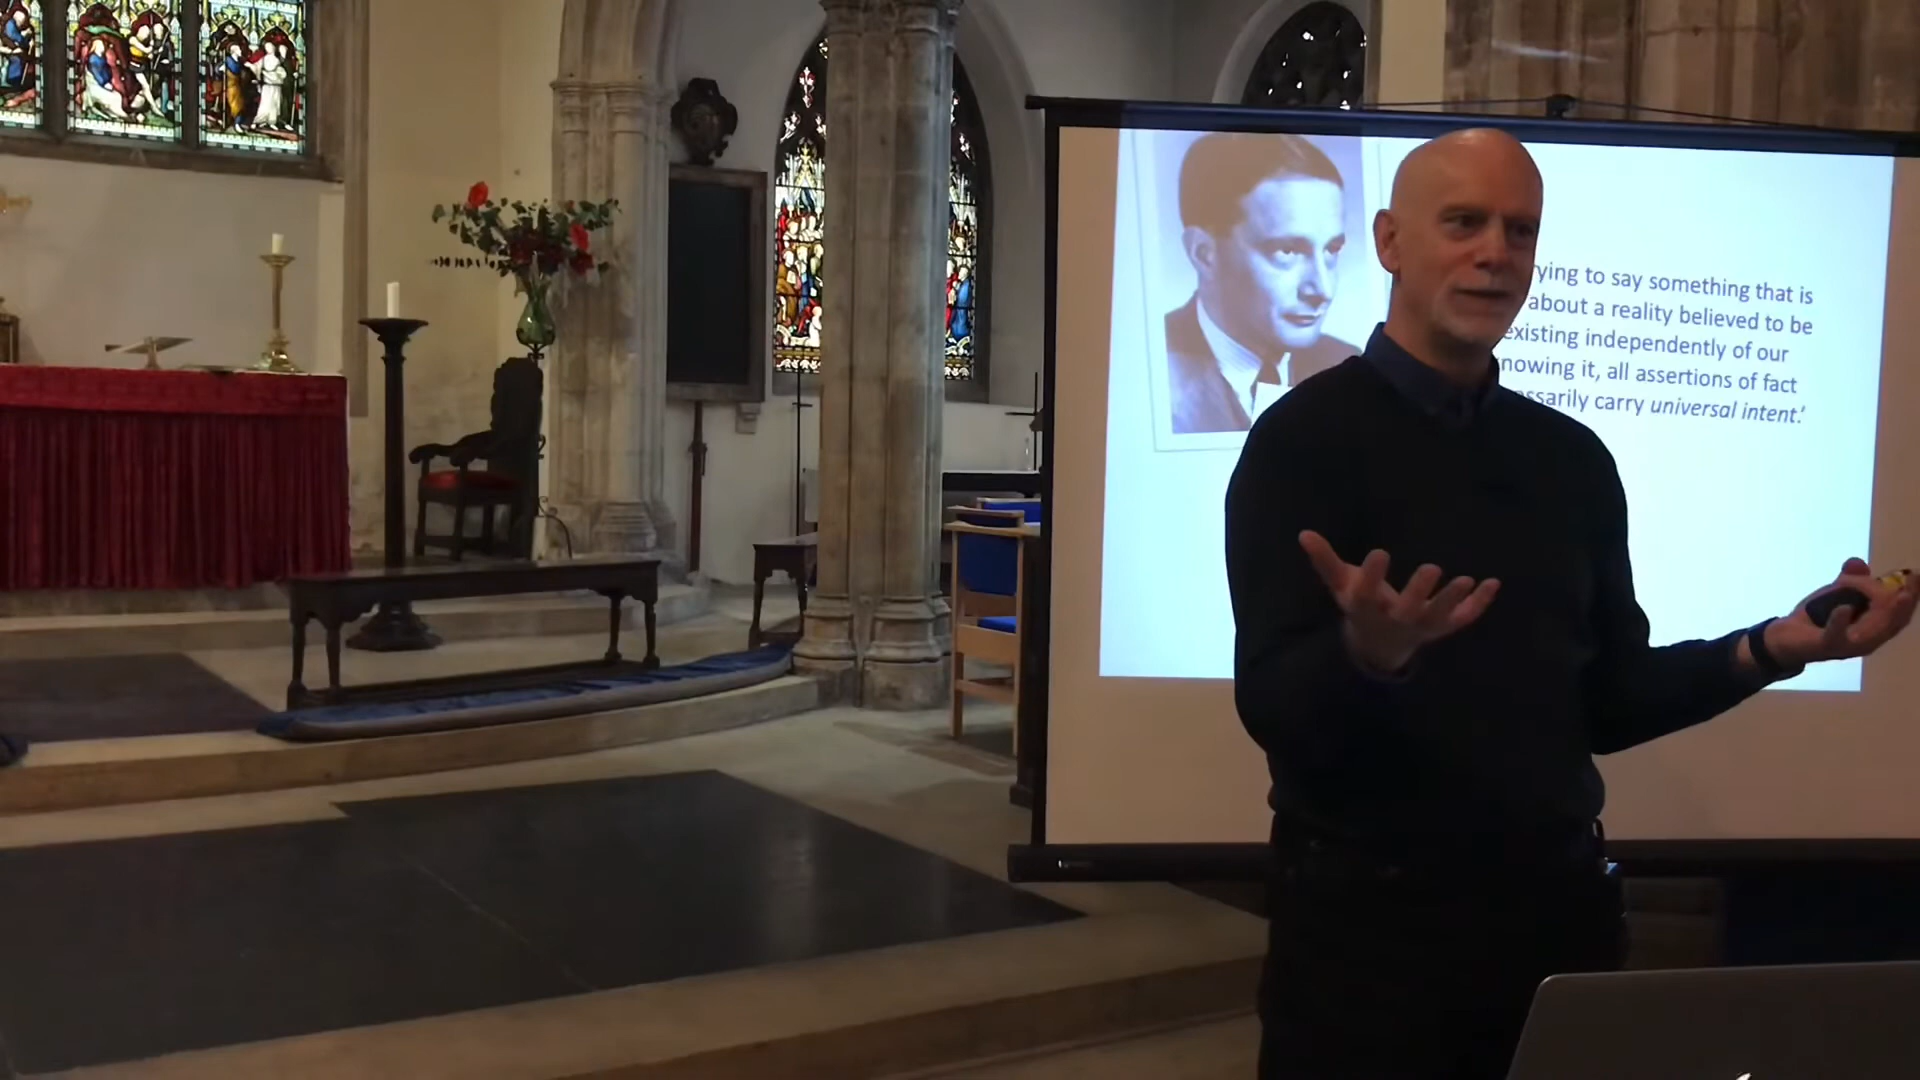 ying to say something that is
about a reality believed to be
existing independently of our
nowing it, all assertions of fact
ssarily carry universal intent.'